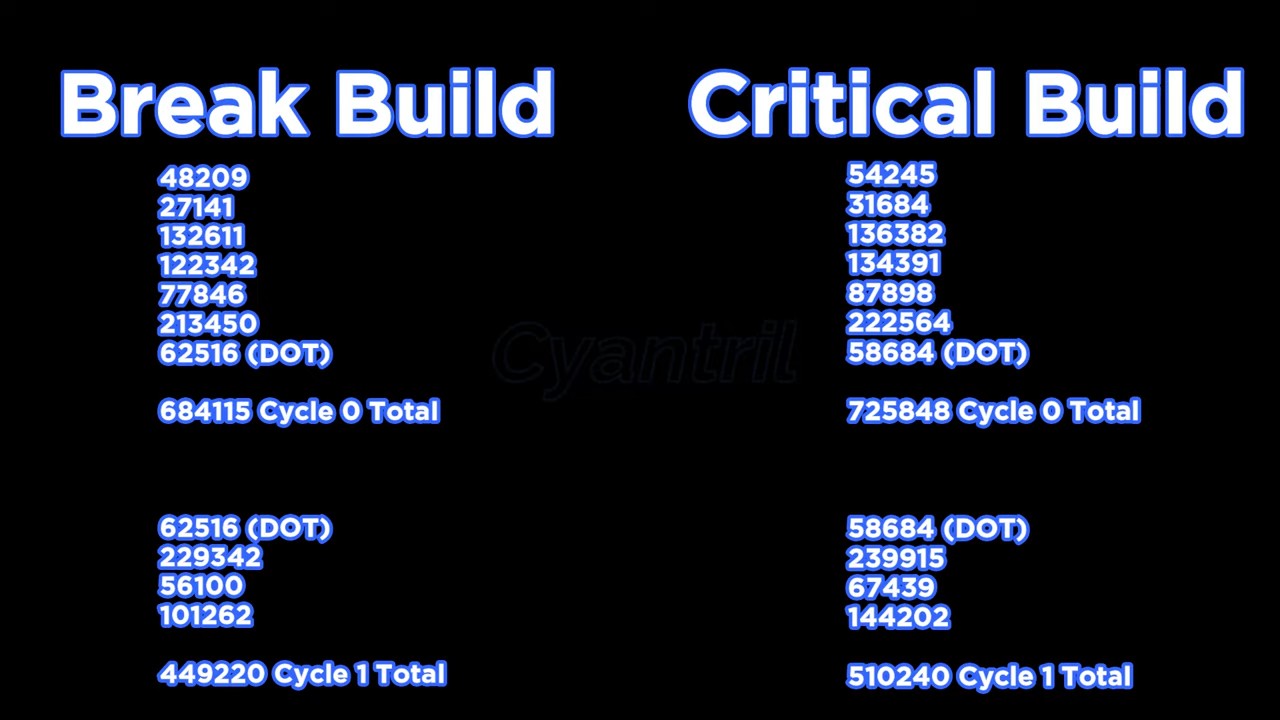 Break Build
48209
27141
132611
122342
77846
213450
62516 (DOT)
684115 Cycle 0 Total
62516 (DOT)
229342
56100
101262
449220 Cycle 1 Total
Critical Build
54245
31684
136382
134391
87898
222564
58684 (DOT)
725848 Cycle 0 Total
58684 (DOT)
239915
67439
144202
510240 Cycle 1 Total
Cyantril